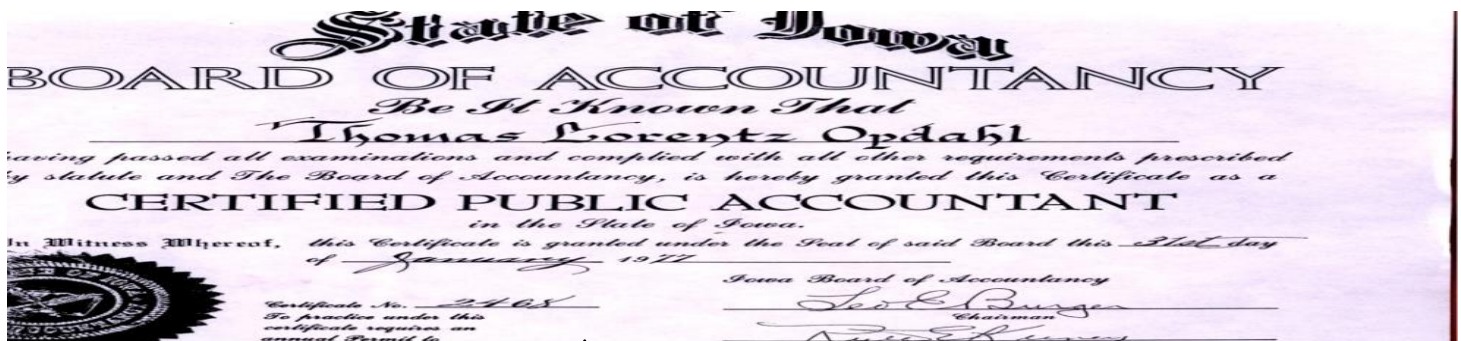 State of Iowa
BOARD OF ACCOUNTANCY
Be It Known That
Thomas Lorentz Opdahl
having passed all examinations and complied with all other requirements prescribed
by statute and The Board of Accountancy, is hereby granted this Certificate as a
CERTIFIED PUBLIC ACCOUNTANT
in the State of Iowa.
In Witness Whereof, this Certificate is granted under the Seal of said Board this 31st day
of January 1977
Iowa Board of Accountancy
Certificate No. 2468
Leo E Burger
To practice under this
Chairman
certificate requires an
annual Permit to